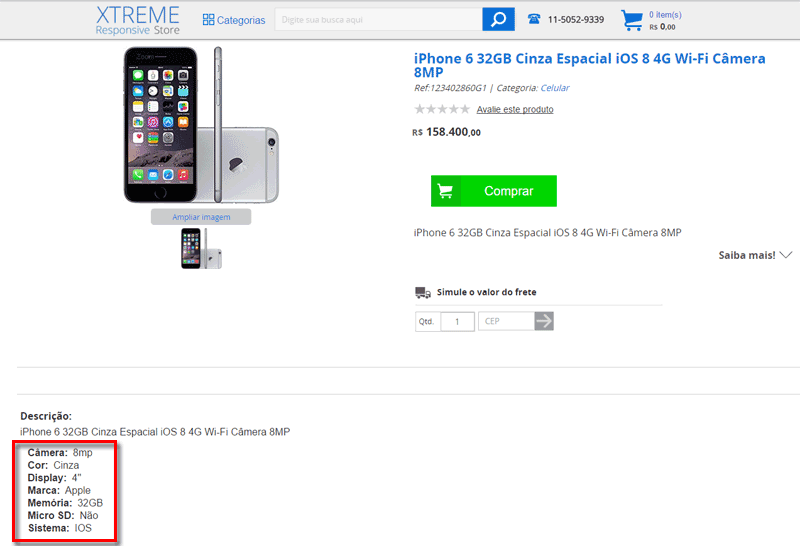 XTREME
Responsive Store
Categorias
Digite sua busca aqui
11-5052-9339
0 ítem(s)
R$ 0,00
iPhone 6 32GB Cinza Espacial iOS 8 4G Wi-Fi Câmera
8MP
Ref:123402860G1 | Categoria: Celular
Avalie este produto
R$ 158.400,00
Comprar
Ampliar imagem
iPhone 6 32GB Cinza Espacial iOS 8 4G Wi-Fi Câmera 8MP
Saiba mais!
Simule o valor do frete
Qtd. 1 CEP
Descrição:
iPhone 6 32GB Cinza Espacial iOS 8 4G Wi-Fi Câmera 8MP
Câmera: 8mp
Cor: Cinza
Display: 4"
Marca: Apple
Memória: 32GB
Micro SD: Não
Sistema: IOS